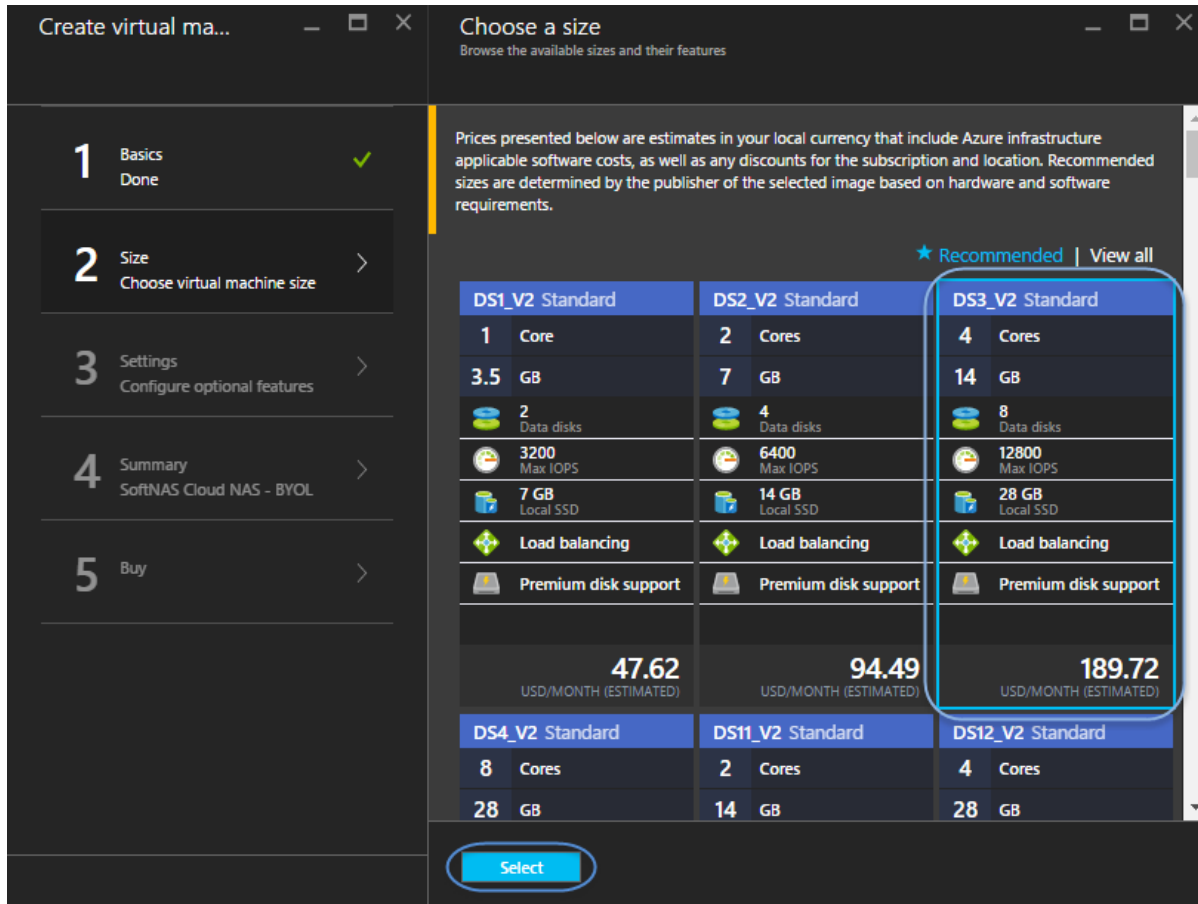 Create virtual ma...
1
Basics
Done
2
Size
Choose virtual machine size
3
Settings
Configure optional features
4
Summary
SoftNAS Cloud NAS - BYOL
5
Buy
Choose a size
Browse the available sizes and their features
Prices presented below are estimates in your local currency that include Azure infrastructure
applicable software costs, as well as any discounts for the subscription and location. Recommended
sizes are determined by the publisher of the selected image based on hardware and software
requirements.
Recommended | View all
DS1_V2 Standard
1 Core
3.5 GB
2
Data disks
3200
Max IOPS
7 GB
Local SSD
Load balancing
Premium disk support
47.62
USD/MONTH (ESTIMATED)
DS2_V2 Standard
2 Cores
7 GB
4
Data disks
6400
Max IOPS
14 GB
Local SSD
Load balancing
Premium disk support
94.49
USD/MONTH (ESTIMATED)
DS3_V2 Standard
4 Cores
14 GB
8
Data disks
12800
Max IOPS
28 GB
Local SSD
Load balancing
Premium disk support
189.72
USD/MONTH (ESTIMATED)
DS4_V2 Standard
8 Cores
28 GB
DS11_V2 Standard
2 Cores
14 GB
DS12_V2 Standard
4 Cores
28 GB
Select